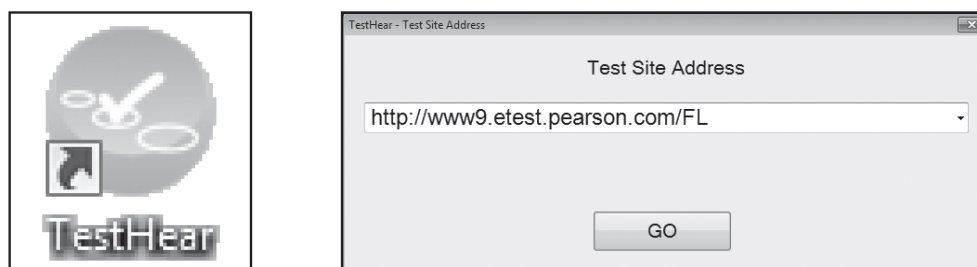 TestHear
TestHear - Test Site Address
Test Site Address
http://www9.etest.pearson.com/FL
GO